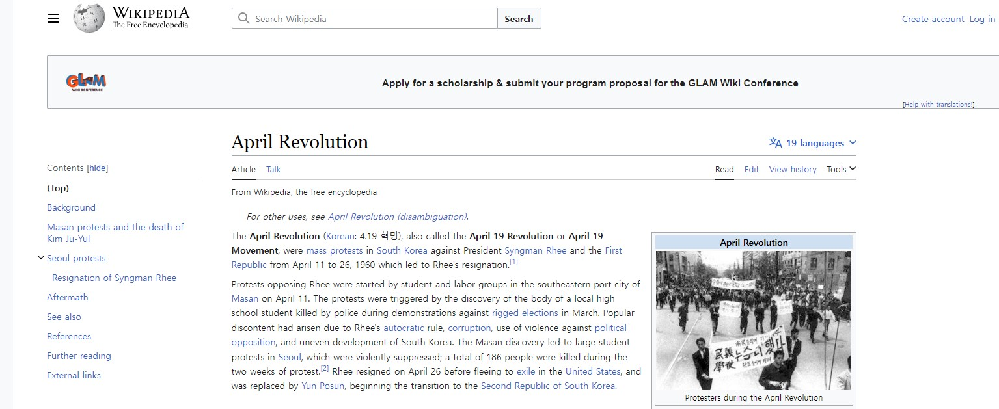 WIKIPEDIA
The Free Encyclopedia
Search Wikipedia
Search
Create account Log in
GLAM
WIKI CONFERENCE
Apply for a scholarship & submit your program proposal for the GLAM Wiki Conference
[Help with translations!]
April Revolution
19 languages
Contents [hide]
(Top)
Background
Masan protests and the death of
Kim Ju-Yul
Seoul protests
Resignation of Syngman Rhee
Aftermath
See also
References
Further reading
External links
Article Talk
Read Edit View history Tools
From Wikipedia, the free encyclopedia
For other uses, see April Revolution (disambiguation).
The April Revolution (Korean: 4.19 혁명), also called the April 19 Revolution or April 19
Movement, were mass protests in South Korea against President Syngman Rhee and the First
Republic from April 11 to 26, 1960 which led to Rhee's resignation.[1]
Protests opposing Rhee were started by student and labor groups in the southeastern port city of
Masan on April 11. The protests were triggered by the discovery of the body of a local high
school student killed by police during demonstrations against rigged elections in March. Popular
discontent had arisen due to Rhee's autocratic rule, corruption, use of violence against political
opposition, and uneven development of South Korea. The Masan discovery led to large student
protests in Seoul, which were violently suppressed; a total of 186 people were killed during the
two weeks of protest.[2] Rhee resigned on April 26 before fleeing to exile in the United States, and
was replaced by Yun Posun, beginning the transition to the Second Republic of South Korea.
April Revolution
Protesters during the April Revolution